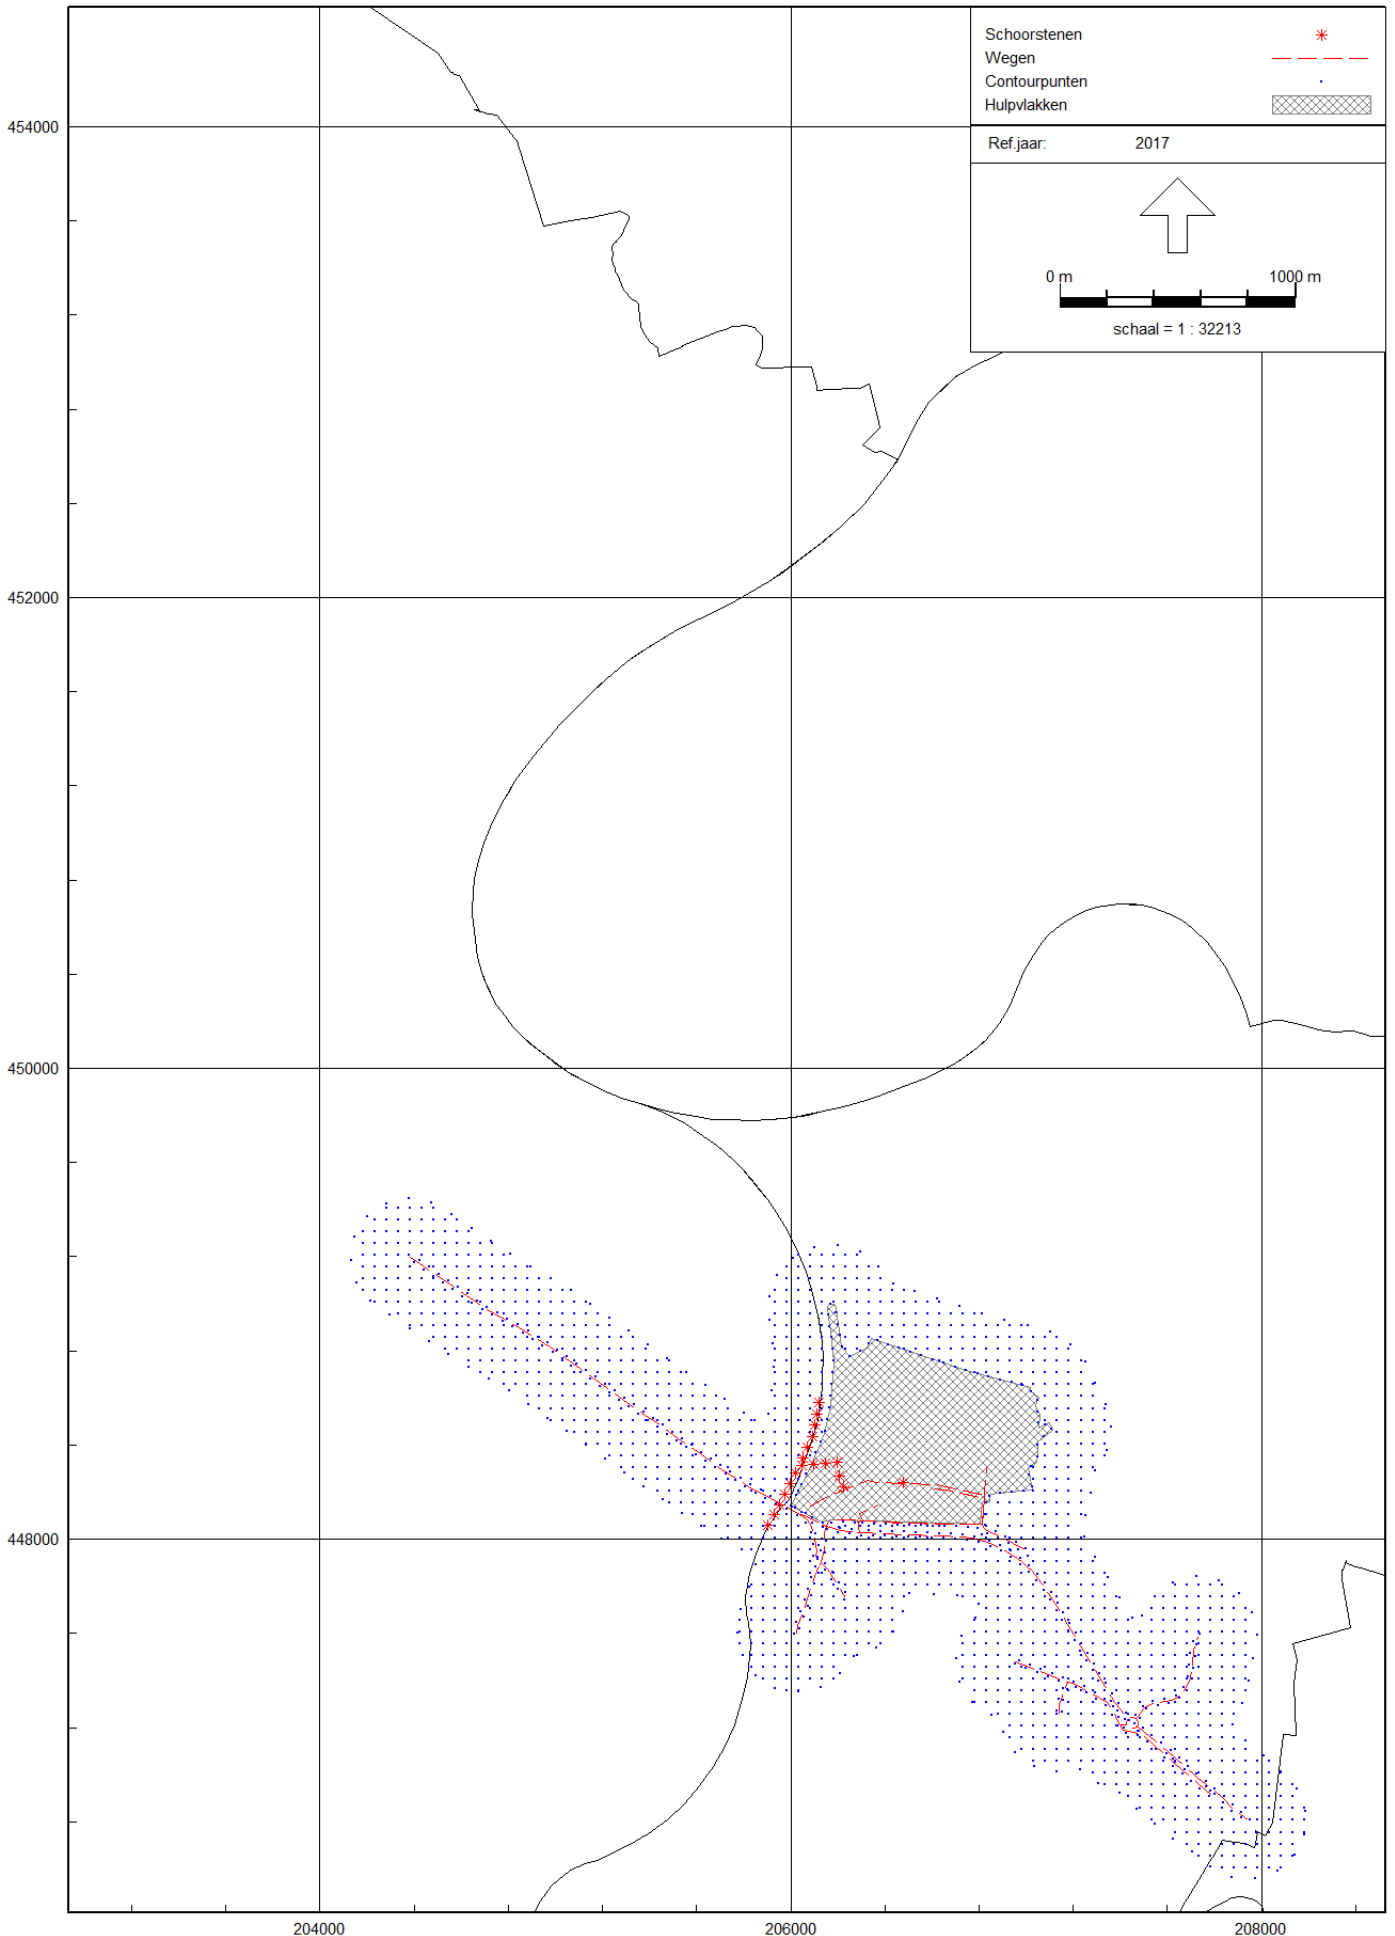 Schoorstenen
Wegen
Contourpunten
Hulpvlakken
Ref.jaar: 2017
0 m 1000 m
schaal = 1 : 32213
454000
452000
450000
448000
204000 206000 208000